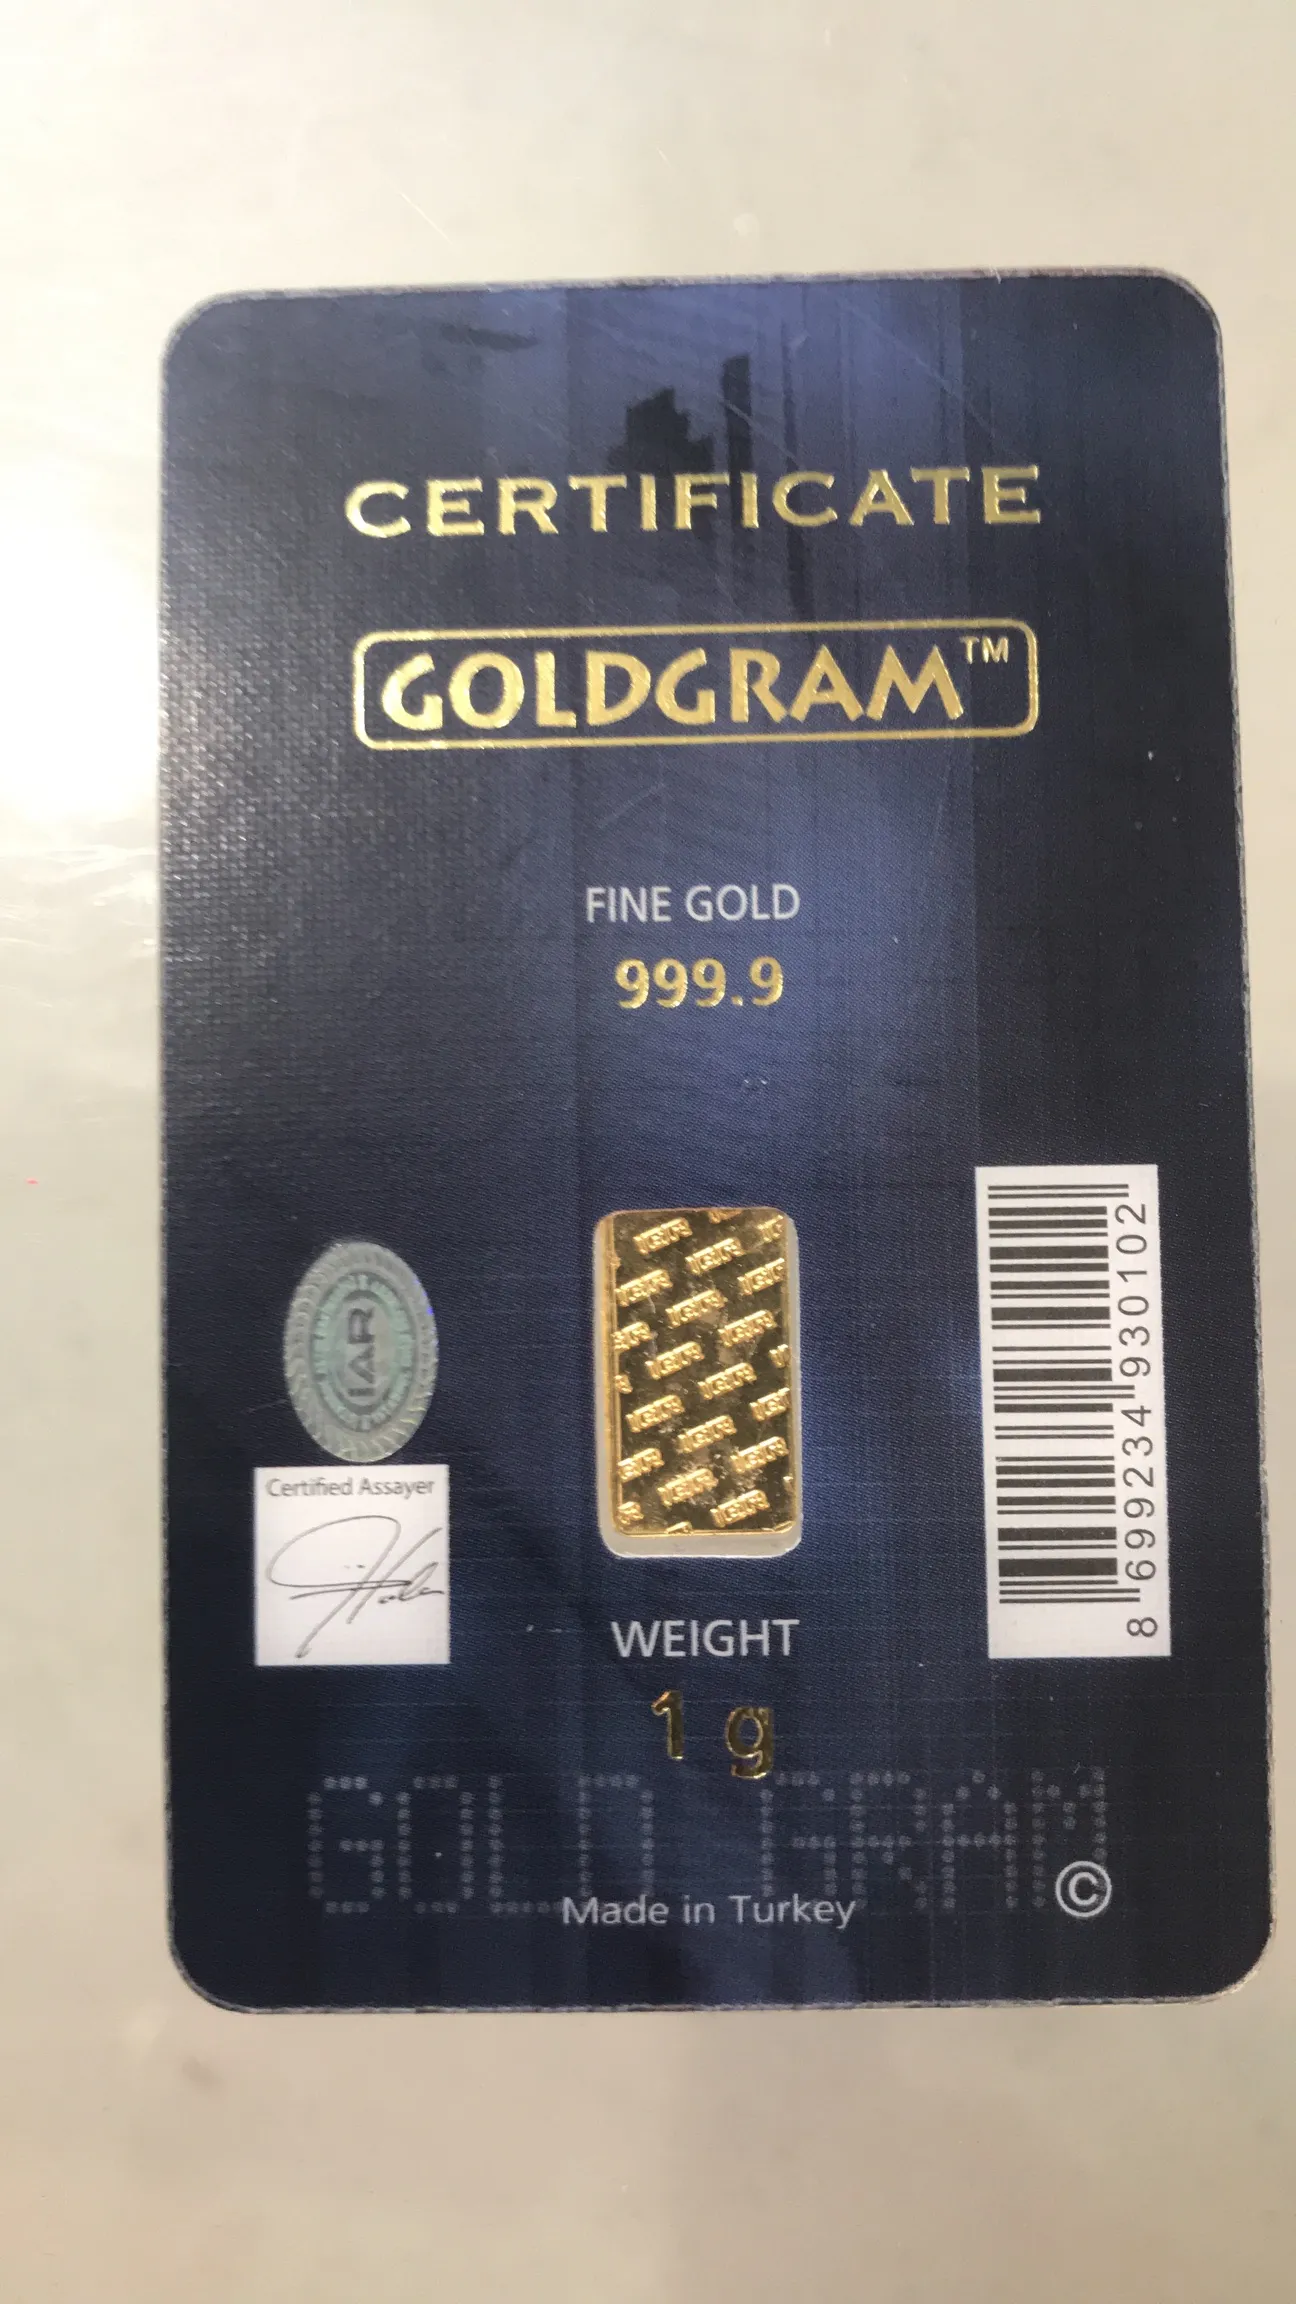 CERTIFICATE
GOLDGRAM™
FINE GOLD
999.9
IAR
Certified Assayer
8 699234 930102
WEIGHT
1 g
GOLD GRAM
©
Made in Turkey